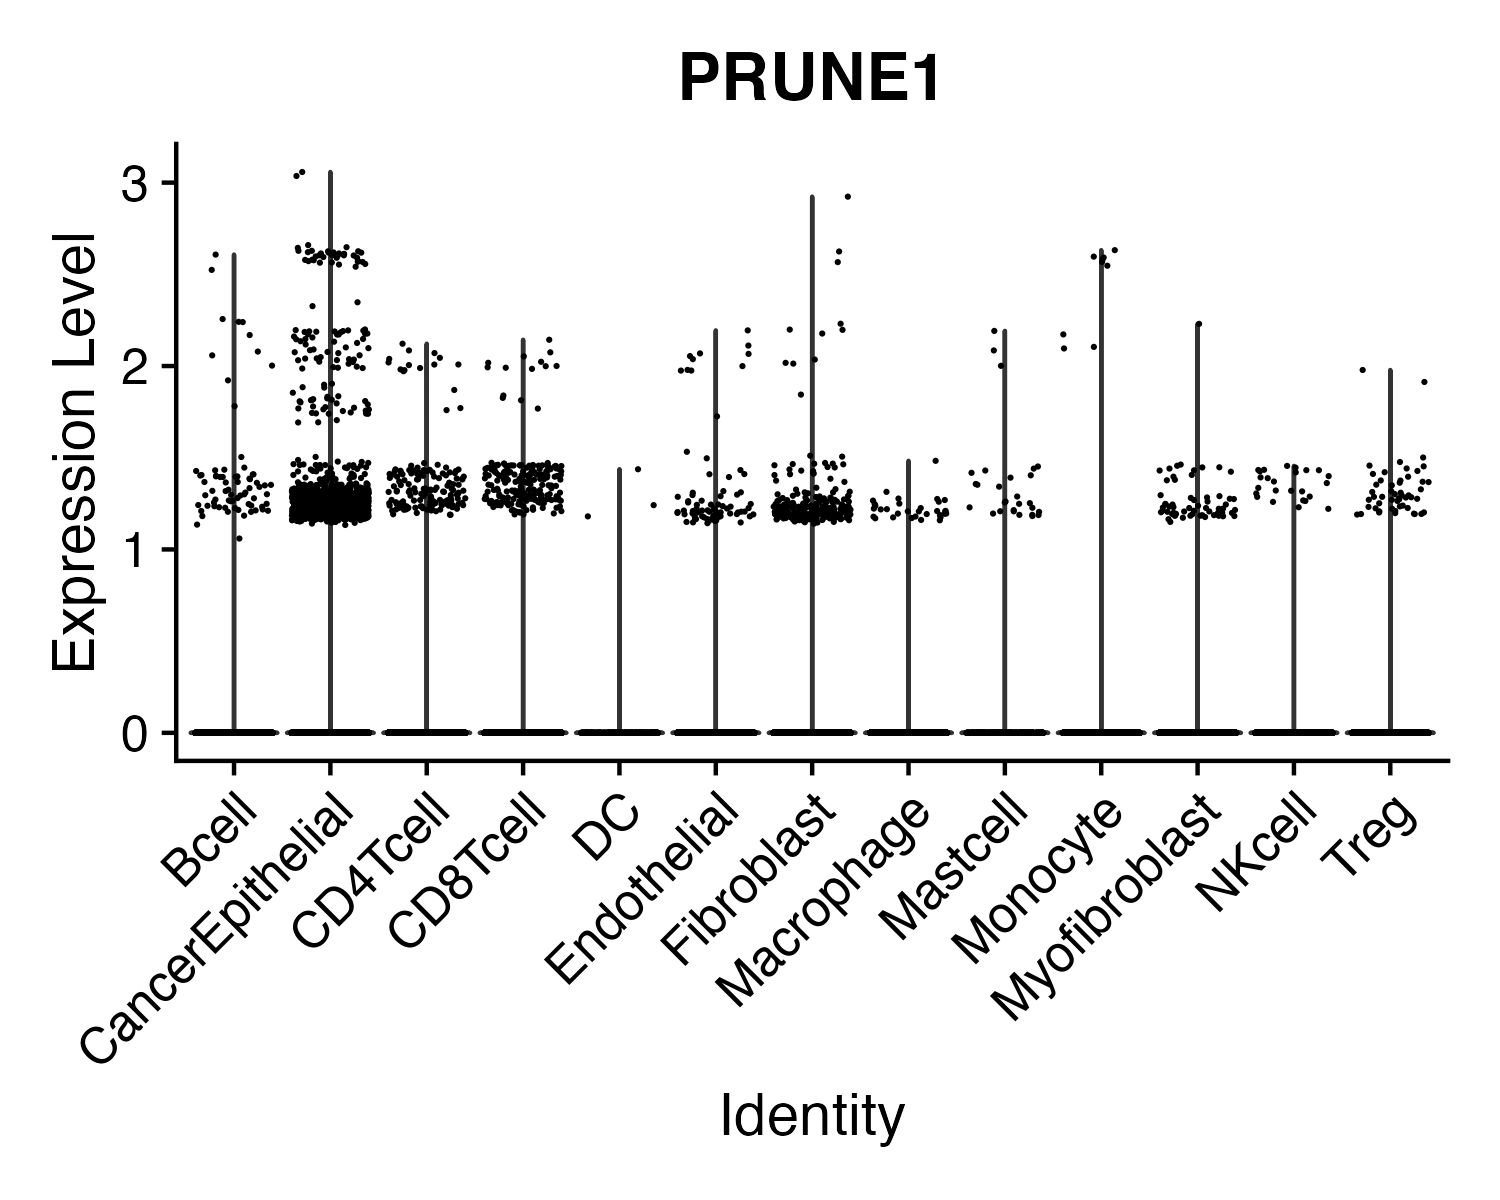 PRUNE1
Expression Level
3
2
1
0
Bcell
CancerEpithelial
CD4Tcell
CD8Tcell
DC
Endothelial
Fibroblast
Macrophage
Mastcell
Monocyte
Myofibroblast
NKcell
Treg
Identity